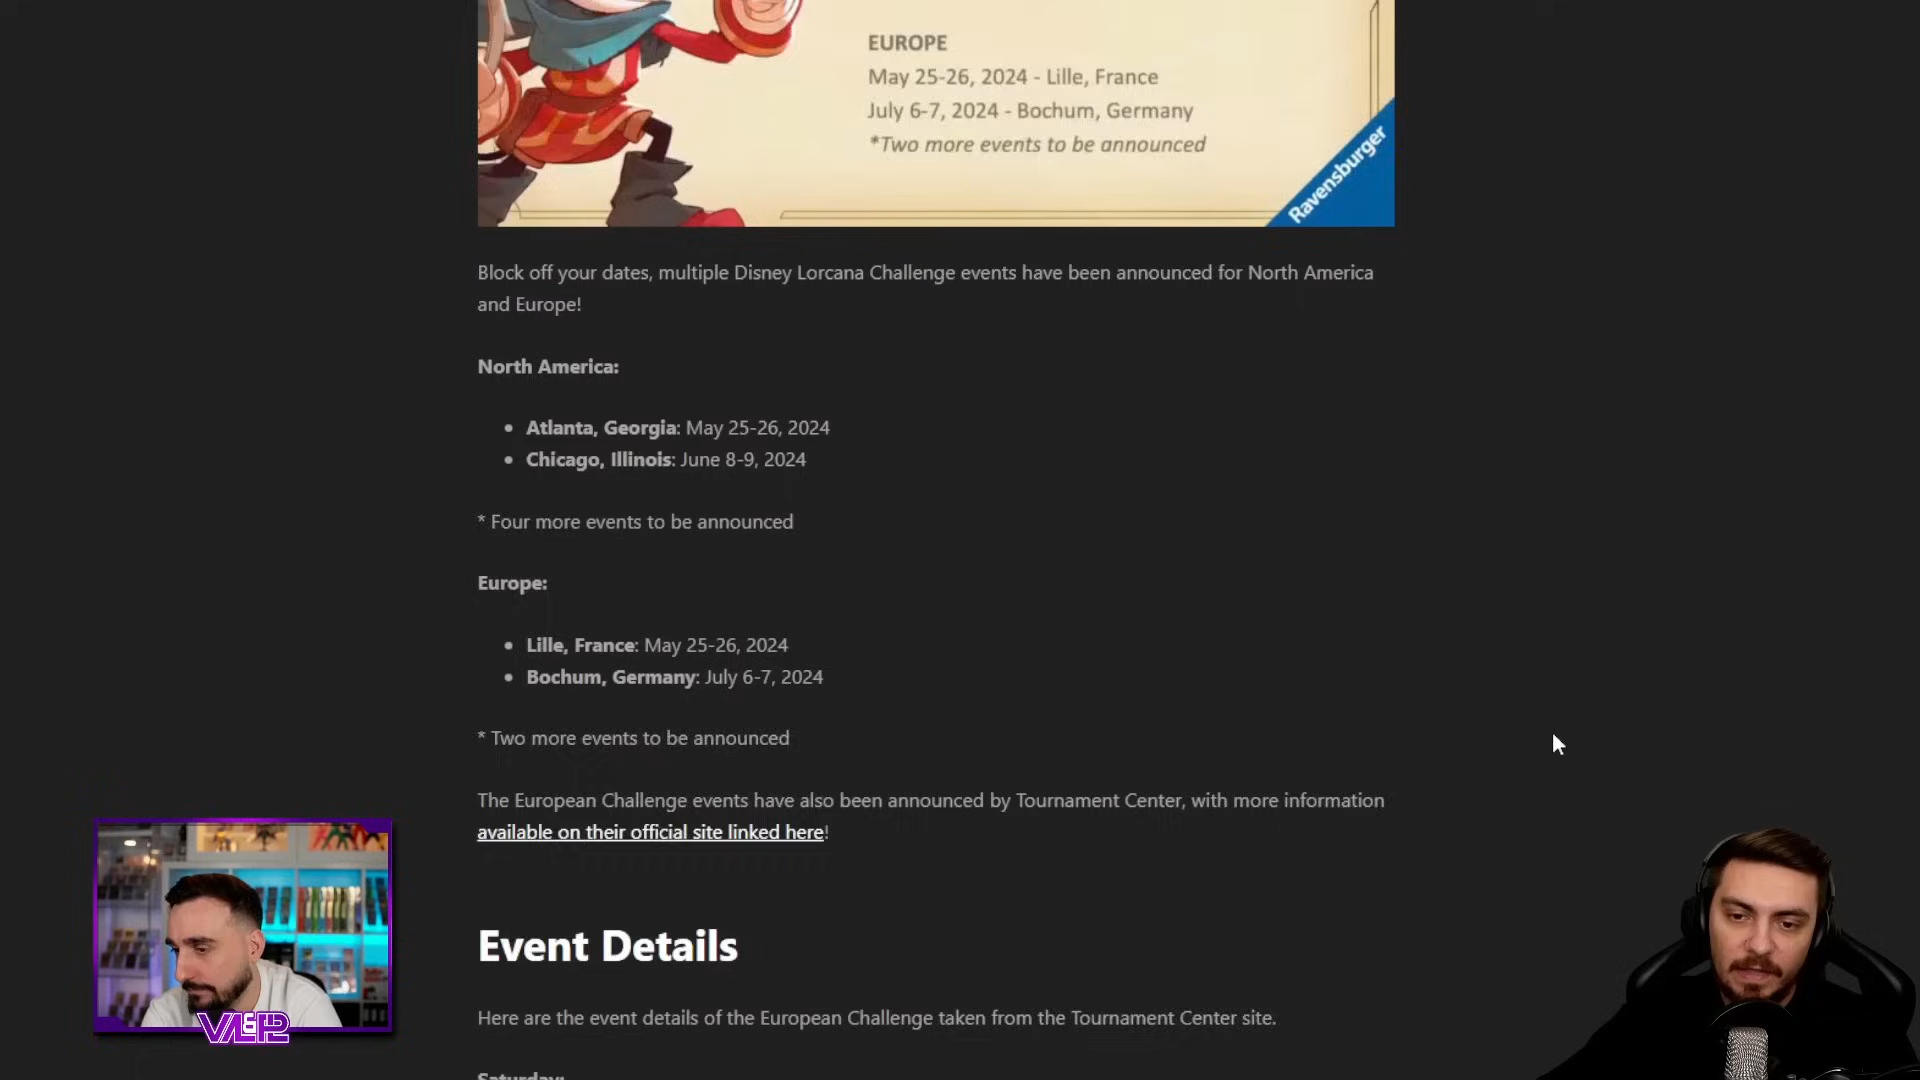 EUROPE
May 25-26, 2024 - Lille, France
July 6-7, 2024 - Bochum, Germany
*Two more events to be announced
Ravensburger
Block off your dates, multiple Disney Lorcana Challenge events have been announced for North America
and Europe!
North America:
• Atlanta, Georgia: May 25-26, 2024
• Chicago, Illinois: June 8-9, 2024
* Four more events to be announced
Europe:
• Lille, France: May 25-26, 2024
• Bochum, Germany: July 6-7, 2024
* Two more events to be announced
The European Challenge events have also been announced by Tournament Center, with more information
available on their official site linked here!
Event Details
Here are the event details of the European Challenge taken from the Tournament Center site.
Saturday: